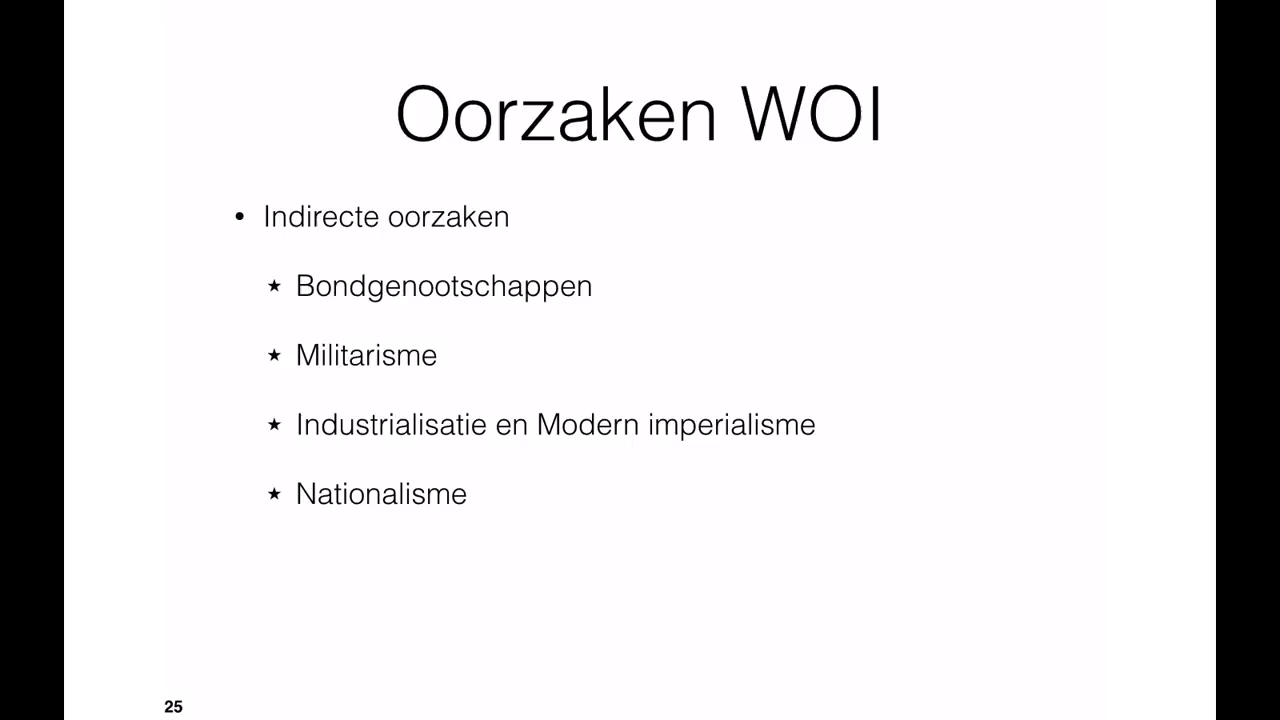 Oorzaken WOI
• Indirecte oorzaken
★ Bondgenootschappen
★ Militarisme
★ Industrialisatie en Modern imperialisme
★ Nationalisme
25